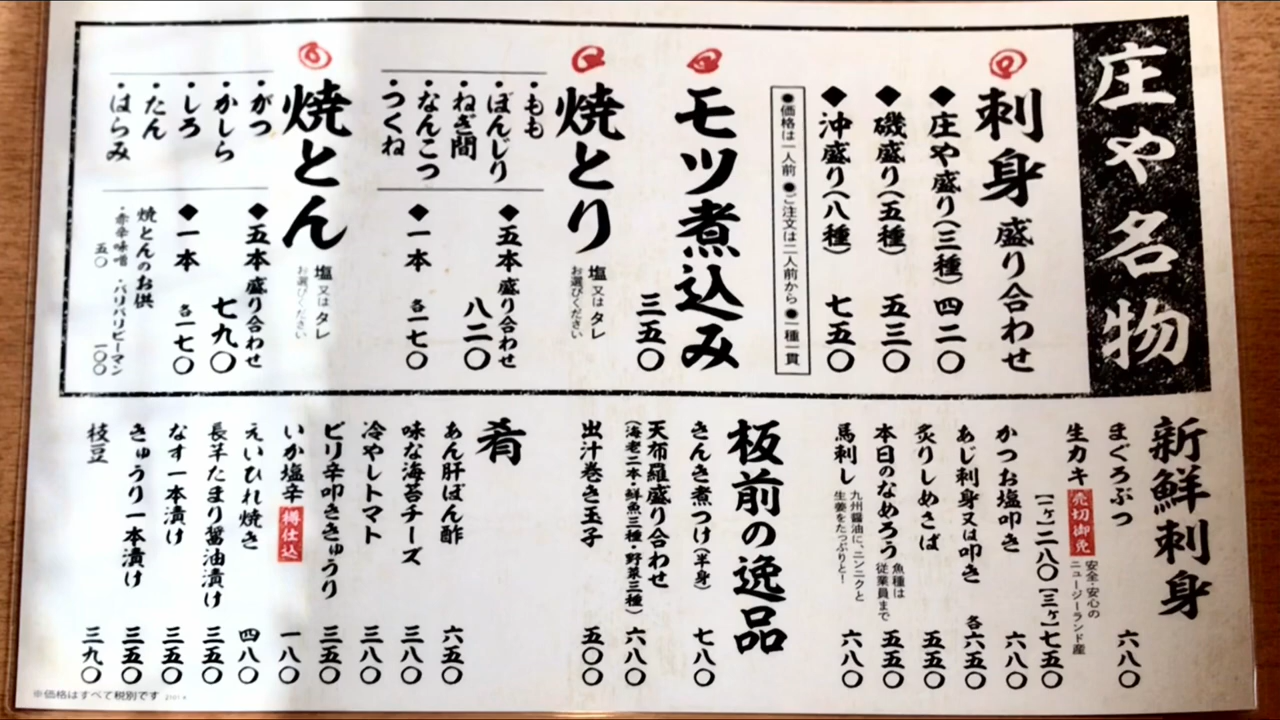 庄や名物
刺身盛り合わせ
◆庄や盛り(三種) 四二〇
◆磯盛り(五種) 五三〇
◆沖盛り(八種) 七五〇
●価格は一人前 ●ご注文は二人前から ●一種一貫
モツ煮込み
三五〇
焼とり
塩又はタレ
お選びください
・もも
・ぼんじり
・ねぎ間
・なんこつ
・つくね
◆五本盛り合わせ
八二〇
◆一本 各一七〇
焼とん
塩又はタレ
お選びください
・がつ
・かしら
・しろ
・たん
・はらみ
◆五本盛り合わせ
七九〇
◆一本 各一七〇
焼とんのお供
・赤辛味噌 五〇
・バリバリピーマン 一〇〇
新鮮刺身
まぐろぶつ 六八〇
生カキ 売切御免
安全・安心の
ニュージーランド産
【一ヶ】二八〇【三ヶ】七五〇
かつお塩叩き 六八〇
あじ刺身又は叩き 各六五〇
炙りしめさば 五五〇
本日のなめろう 五五〇
魚種は
従業員まで
馬刺し 六八〇
九州醤油に、ニンニクと
生姜をたっぷりと!
板前の逸品
きんき煮つけ(半身) 七八〇
天布羅盛り合わせ 六八〇
(海老二本・鮮魚三種・野菜三種)
出汁巻き玉子 五〇〇
肴
あん肝ぽん酢 六五〇
味な海苔チーズ 三八〇
冷やしトマト 三八〇
ピリ辛叩ききゅうり 三五〇
いか塩辛 樽仕込 一八〇
えいひれ焼き 四八〇
長芋たまり醤油漬け 三五〇
なす一本漬け 三五〇
きゅうり一本漬け 三五〇
枝豆 三九〇
※価格はすべて税別です